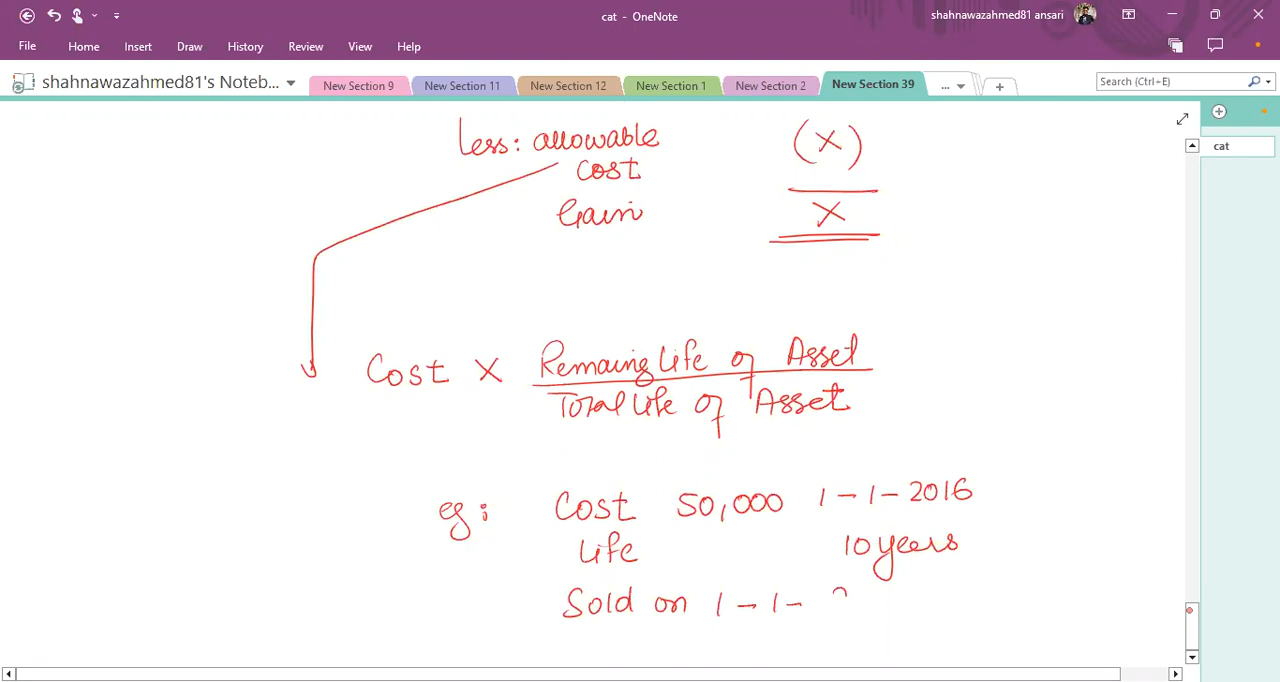 cat - OneNote
shahnawazahmed81 ansari
File Home Insert Draw History Review View Help
shahnawazahmed81's Noteb... New Section 9 New Section 11 New Section 12 New Section 1 New Section 2 New Section 39 ... Search (Ctrl+E)
cat
less: allowable (X)
cost
Gain X
Cost X Remaing life of Asset
Total life of Asset
eg: Cost 50,000 1-1-2016
life 10 years
Sold on 1-1-